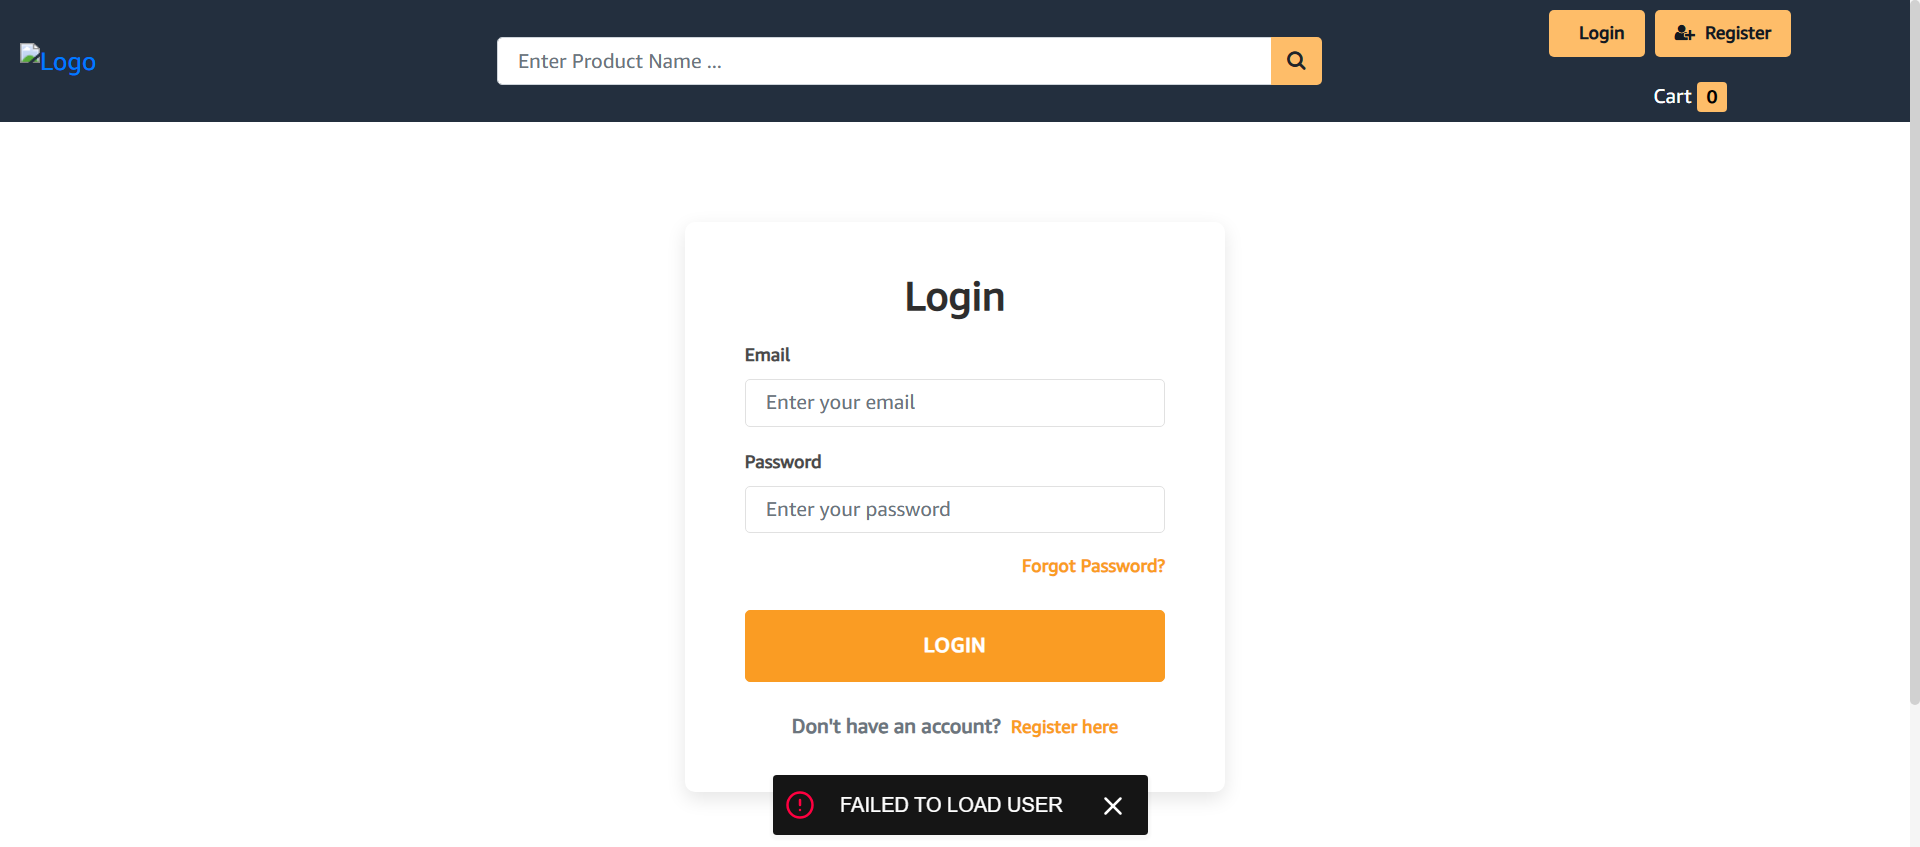 Logo
Enter Product Name ...
Login
Register
Cart 0
Login
Email
Enter your email
Password
Enter your password
Forgot Password?
LOGIN
Don't have an account? Register here
FAILED TO LOAD USER